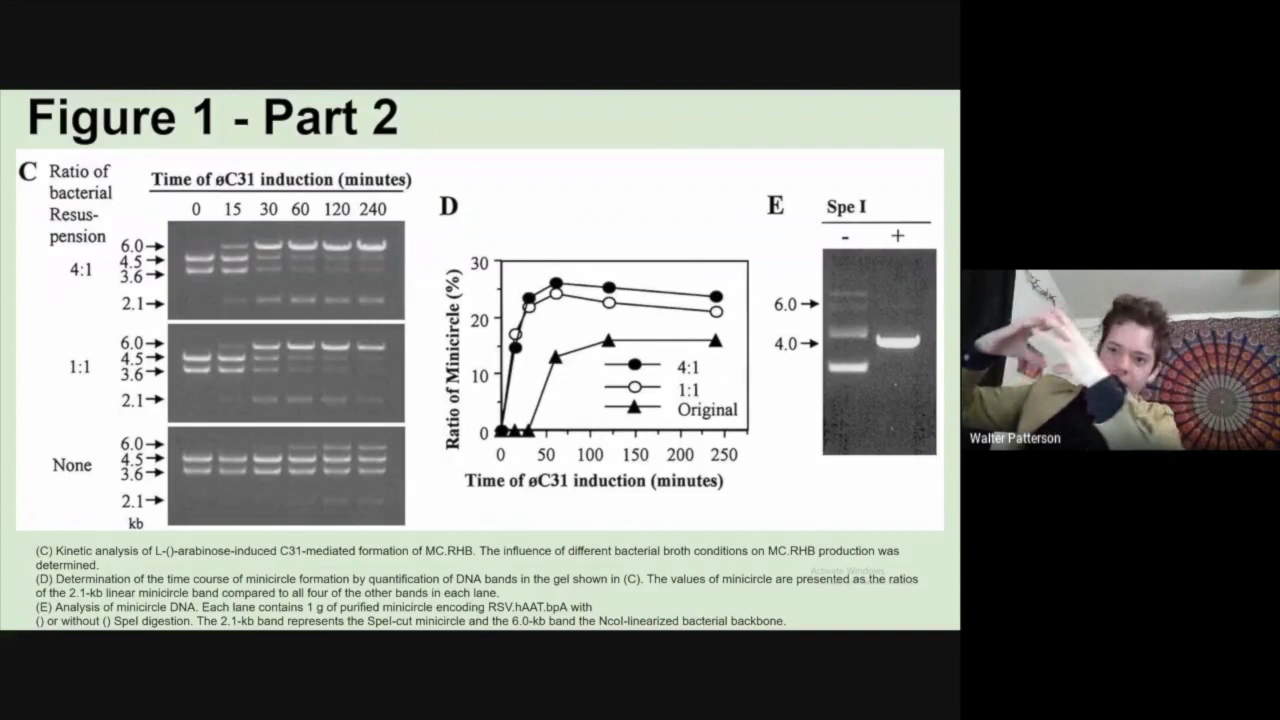 Figure 1 - Part 2
C
Ratio of
bacterial
Resus-
pension
Time of øC31 induction (minutes)
0 15 30 60 120 240
4:1
6.0
4.5
3.6
2.1
1:1
6.0
4.5
3.6
2.1
None
6.0
4.5
3.6
2.1
kb
D
Ratio of Minicircle (%)
30
20
10
0
4:1
1:1
Original
0 50 100 150 200 250
Time of øC31 induction (minutes)
E
Spe I
- +
6.0
4.0
Walter Patterson
(C) Kinetic analysis of L-()-arabinose-induced C31-mediated formation of MC.RHB. The influence of different bacterial broth conditions on MC.RHB production was
determined.
(D) Determination of the time course of minicircle formation by quantification of DNA bands in the gel shown in (C). The values of minicircle are presented as the ratios
of the 2.1-kb linear minicircle band compared to all four of the other bands in each lane.
(E) Analysis of minicircle DNA. Each lane contains 1 g of purified minicircle encoding RSV.hAAT.bpA with
() or without () SpeI digestion. The 2.1-kb band represents the SpeI-cut minicircle and the 6.0-kb band the NcoI-linearized bacterial backbone.
Activate Windows